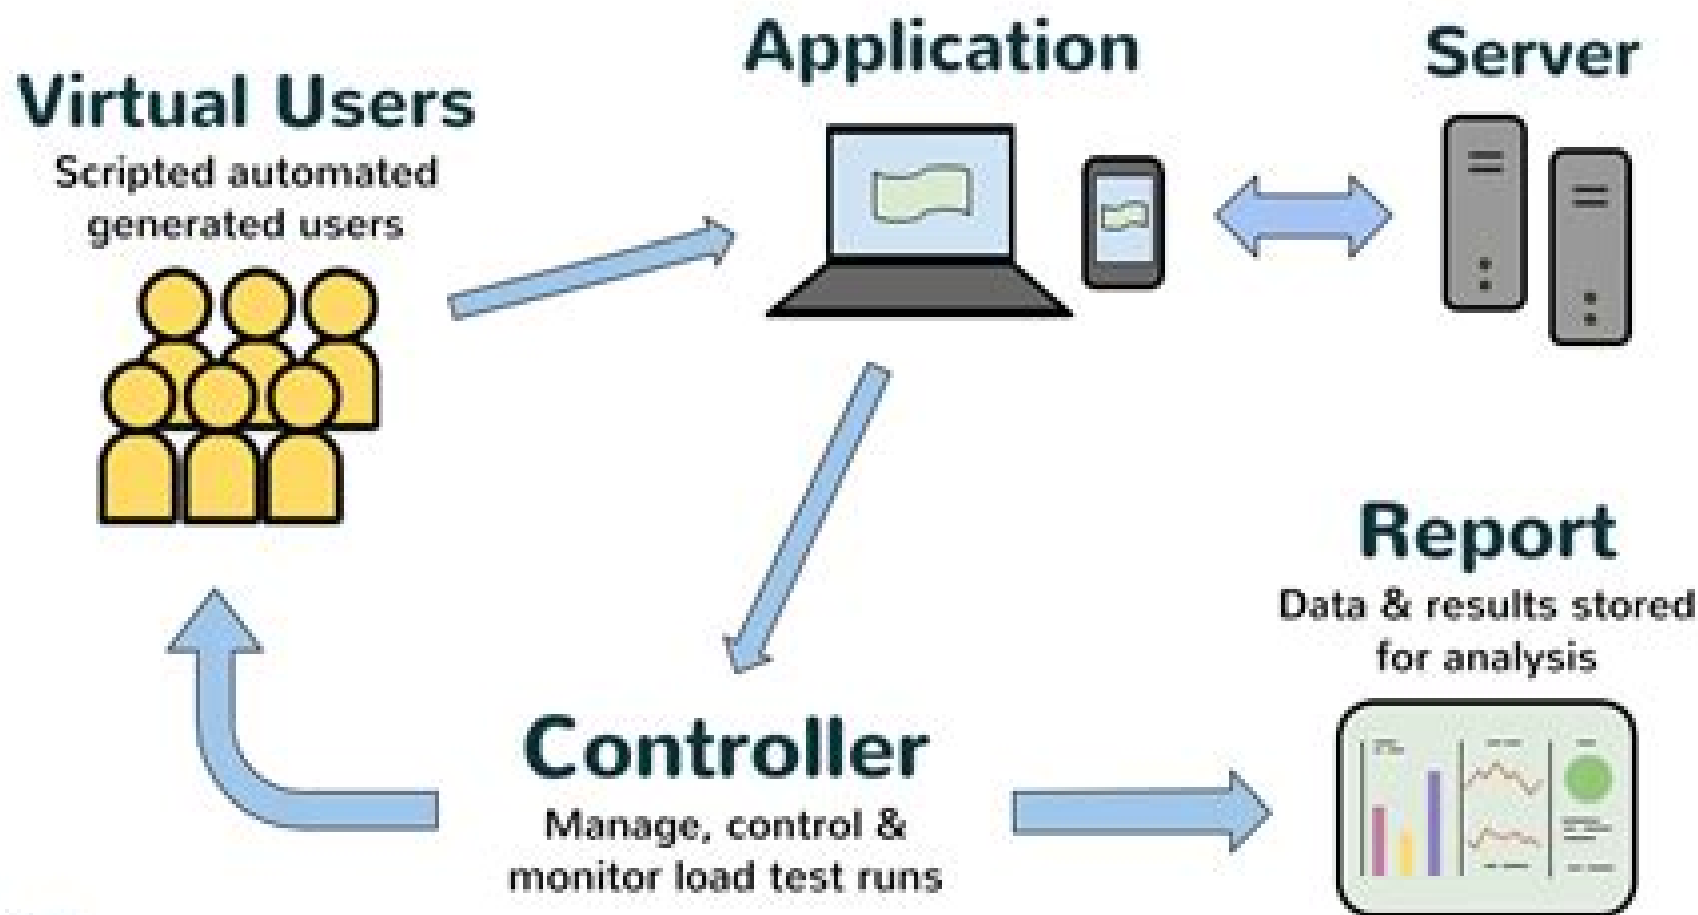 Virtual Users
Scripted automated
generated users
Application
Server
Controller
Manage, control &
monitor load test runs
Report
Data & results stored
for analysis